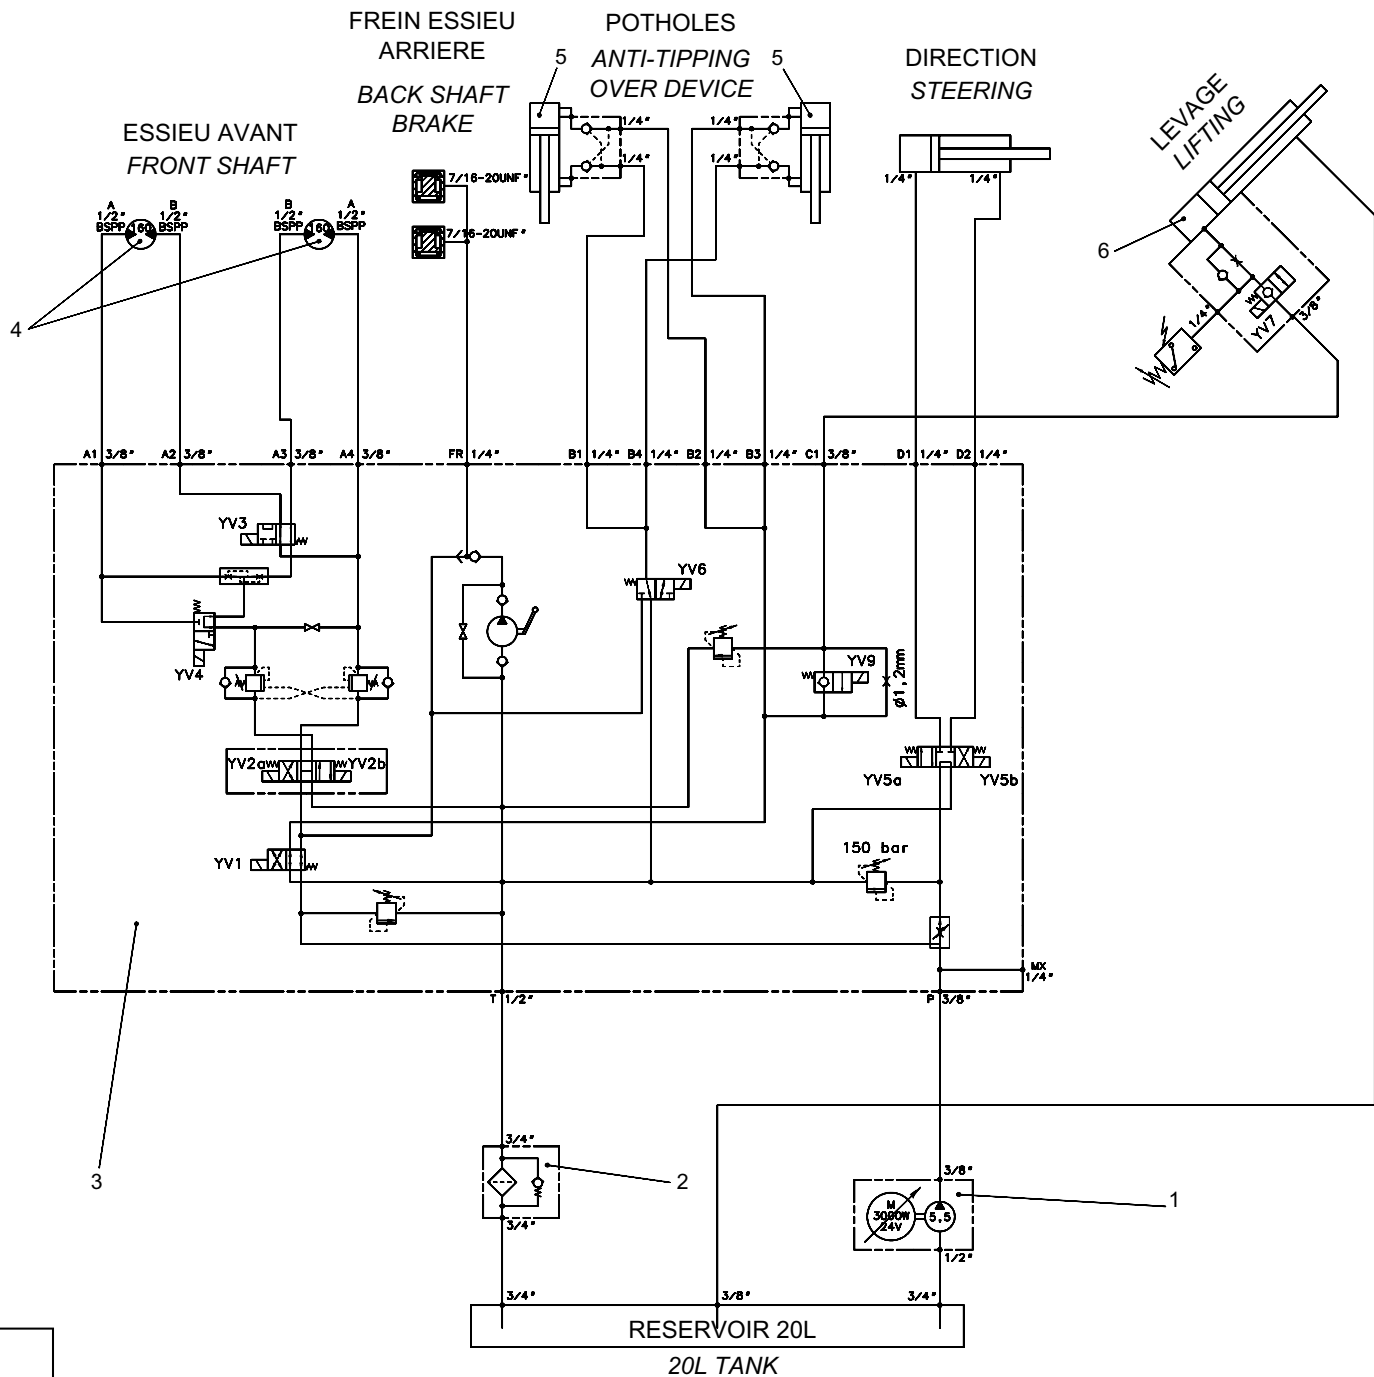 FREIN ESSIEU
ARRIERE
BACK SHAFT
BRAKE
POTHOLES
ANTI-TIPPING
OVER DEVICE
5
5
DIRECTION
STEERING
LEVAGE
LIFTING
ESSIEU AVANT
FRONT SHAFT
1/4"
1/4"
1/4"
1/4"
7/16-20UNF"
7/16-20UNF"
1/4"
1/4"
A
1/2"
BSPP
B
1/2"
BSPP
B
1/2"
BSPP
A
1/2"
BSPP
160
160
4
6
1/4"
YV7
3/8"
A1 3/8"
A2 3/8"
A3 3/8"
A4 3/8"
FR 1/4"
B1 1/4"
B4 1/4"
B2 1/4"
B3 1/4"
C1 3/8"
D1 1/4"
D2 1/4"
YV3
YV6
YV4
YV9
ø1,2mm
YV2a
YV2b
YV5a
YV5b
YV1
150 bar
MX
1/4"
T 1/2"
P 3/8"
3
3/4"
2
3/4"
3/8"
1
M
3000W
24V
5,5
1/2"
3/4"
3/8"
3/4"
RESERVOIR 20L
20L TANK